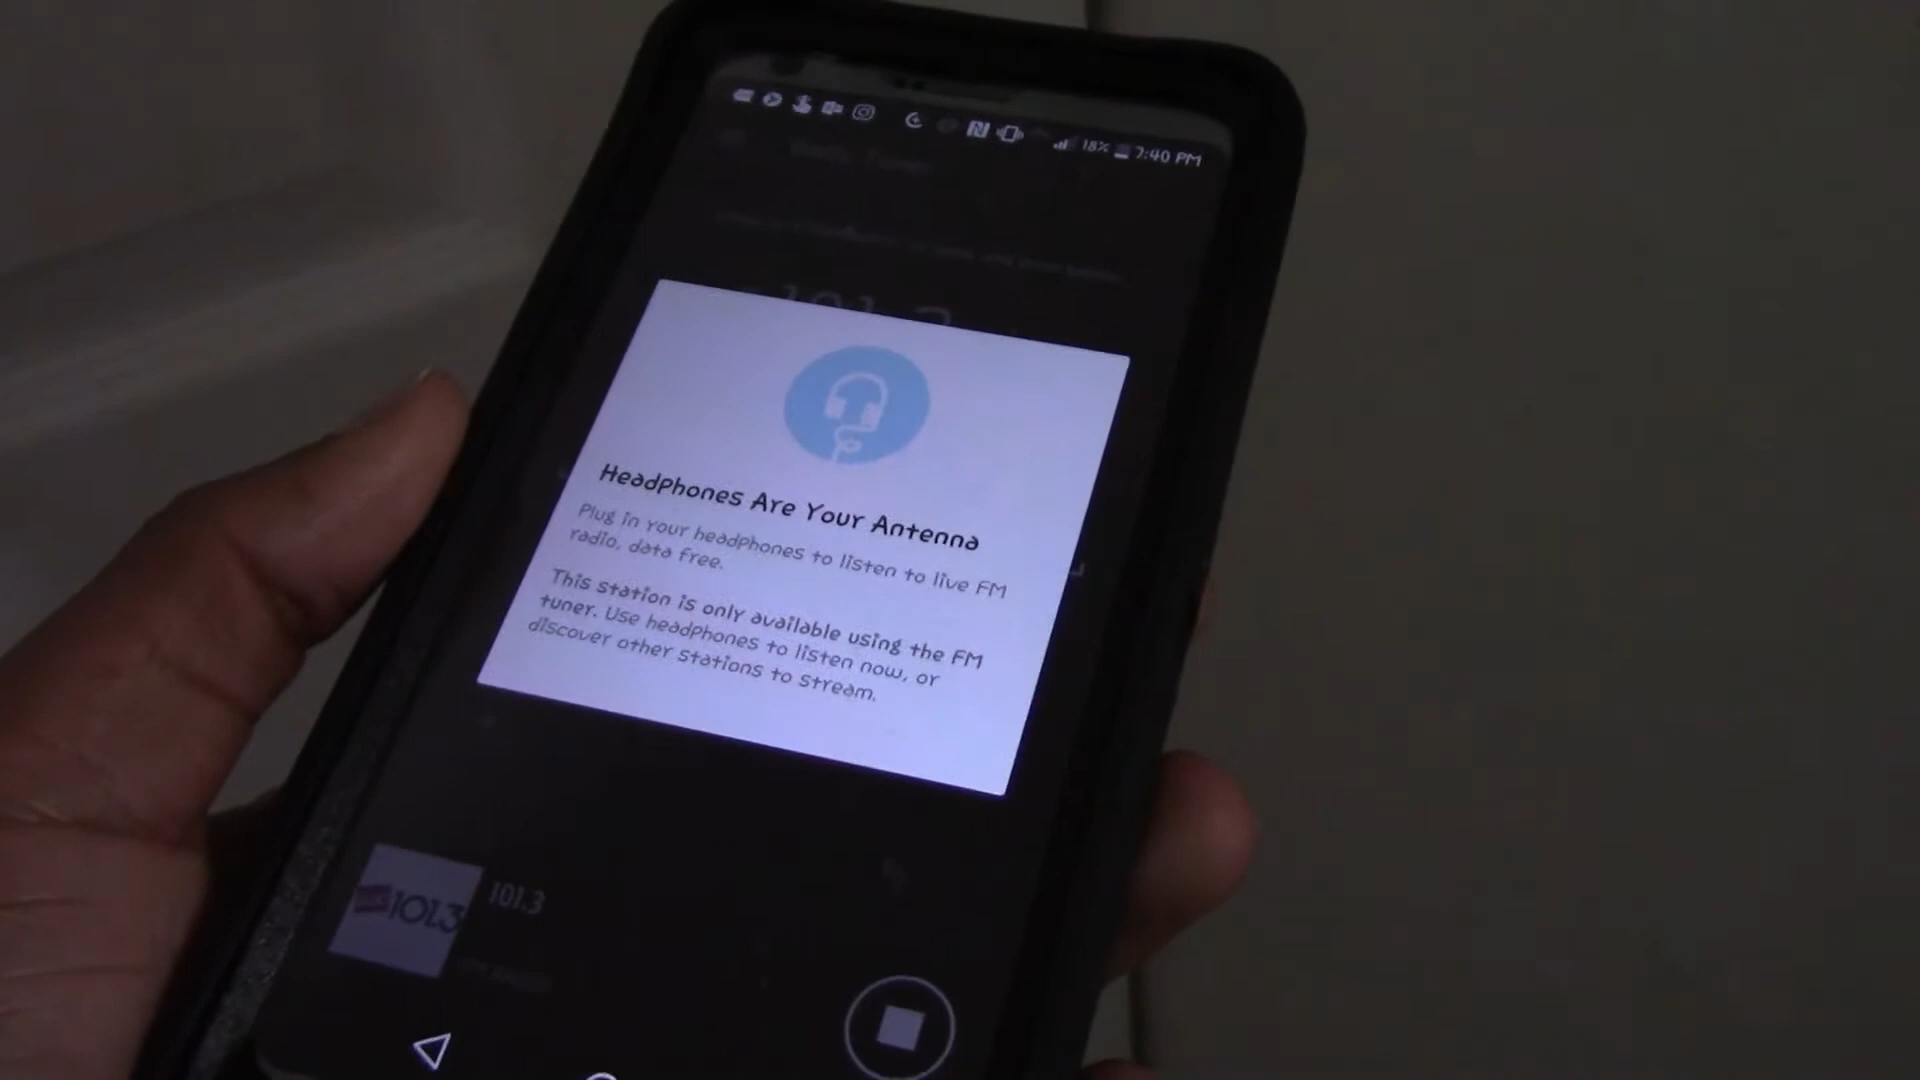 18% 7:40 PM
101.3
Headphones Are Your Antenna
Plug in your headphones to listen to live FM
radio, data free.
This station is only available using the FM
tuner. Use headphones to listen now, or
discover other stations to stream.
101.3
101.3